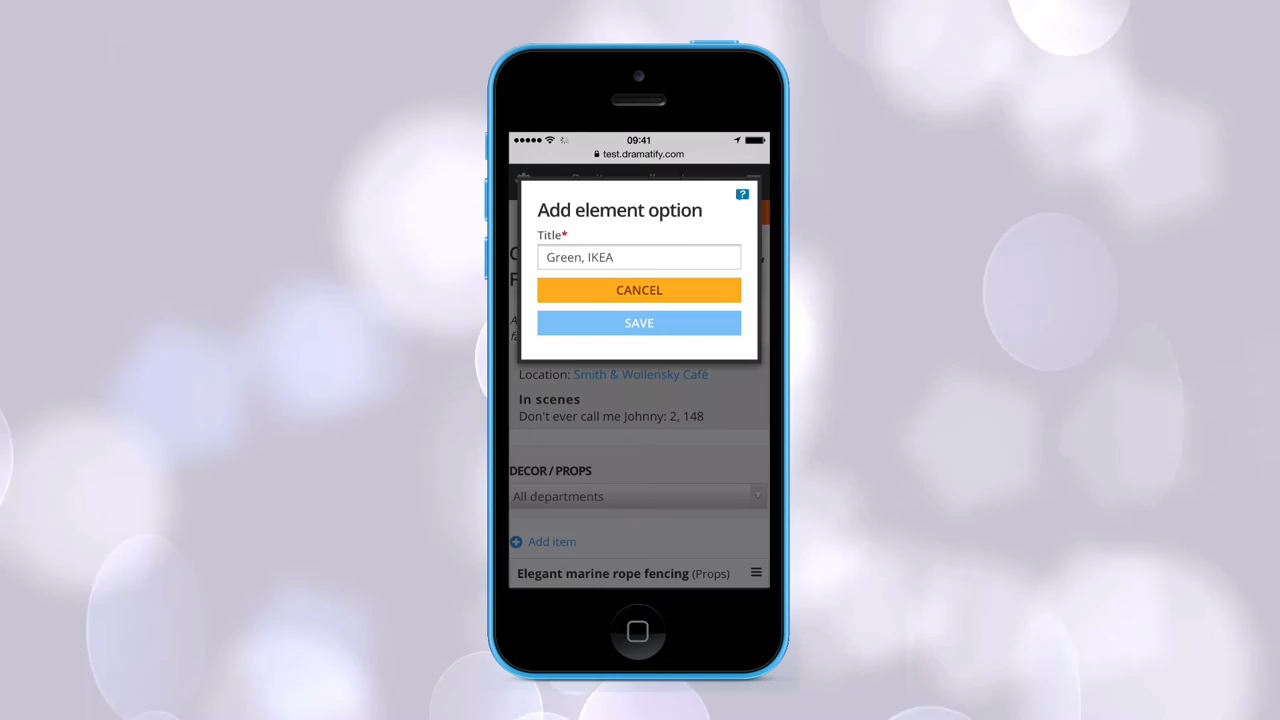 09:41
test.dramatify.com
?
Add element option
Title*
Green, IKEA
CANCEL
SAVE
Location: Smith & Wollensky Café
In scenes
Don't ever call me Johnny: 2, 148
DECOR / PROPS
All departments
Add item
Elegant marine rope fencing (Props)